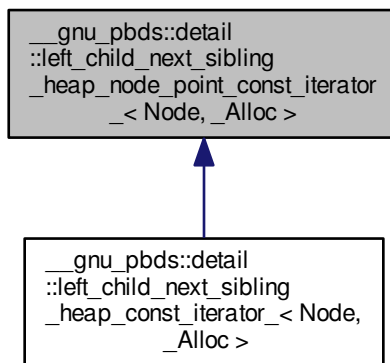 __gnu_pbds::detail
::left_child_next_sibling
_heap_node_point_const_iterator
_< Node, _Alloc >
__gnu_pbds::detail
::left_child_next_sibling
_heap_const_iterator_< Node,
_Alloc >